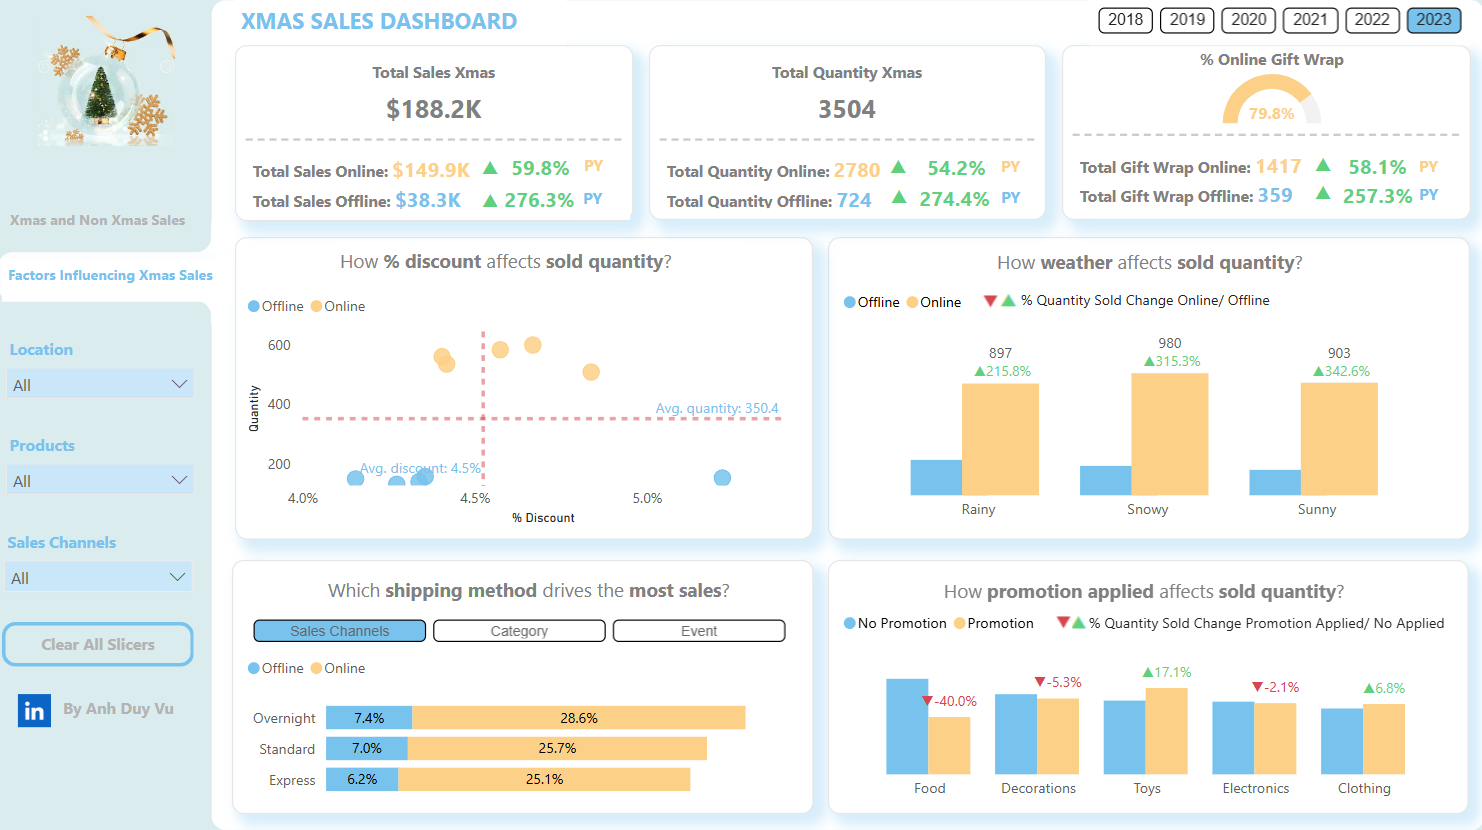 XMAS SALES DASHBOARD
2018 2019 2020 2021 2022 2023
Total Sales Xmas
$188.2K
Total Sales Online: $149.9K ▲ 59.8% PY
Total Sales Offline: $38.3K ▲ 276.3% PY
Total Quantity Xmas
3504
Total Quantity Online: 2780 ▲ 54.2% PY
Total Quantity Offline: 724 ▲ 274.4% PY
% Online Gift Wrap
79.8%
Total Gift Wrap Online: 1417 ▲ 58.1% PY
Total Gift Wrap Offline: 359 ▲ 257.3% PY
Xmas and Non Xmas Sales
Factors Influencing Xmas Sales
Location
All
Products
All
Sales Channels
All
Clear All Slicers
in By Anh Duy Vu
How % discount affects sold quantity?
Offline Online
600
400
200
Quantity
Avg. quantity: 350.4
Avg. discount: 4.5%
4.0% 4.5% 5.0%
% Discount
How weather affects sold quantity?
Offline Online ▼▲ % Quantity Sold Change Online/ Offline
897 980 903
▲215.8% ▲315.3% ▲342.6%
Rainy Snowy Sunny
Which shipping method drives the most sales?
Sales Channels Category Event
Offline Online
Overnight 7.4% 28.6%
Standard 7.0% 25.7%
Express 6.2% 25.1%
How promotion applied affects sold quantity?
No Promotion Promotion ▼▲ % Quantity Sold Change Promotion Applied/ No Applied
▼-40.0% ▼-5.3% ▲17.1% ▼-2.1% ▲6.8%
Food Decorations Toys Electronics Clothing